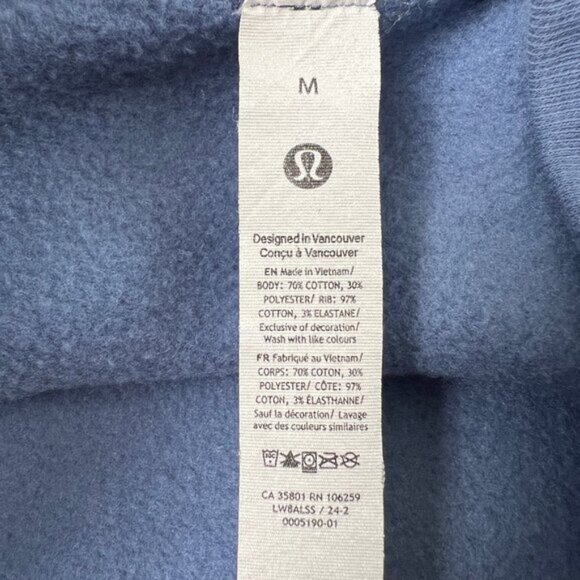 M
Designed in Vancouver
Conçu à Vancouver
EN Made in Vietnam/
BODY: 70% COTTON, 30%
POLYESTER/ RIB: 97%
COTTON, 3% ELASTANE/
Exclusive of decoration/
Wash with like colours
FR Fabriqué au Vietnam/
CORPS: 70% COTON, 30%
POLYESTER/ CÔTE: 97%
COTON, 3% ÉLASTHANNE/
Sauf la décoration/ Lavage
avec des couleurs similaires
CA 35801 RN 106259
LW8ALSS / 24-2
0005190-01